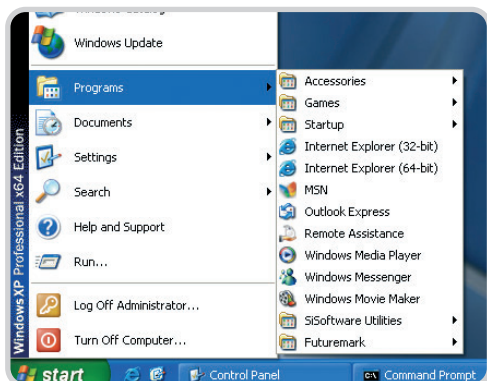 Windows Update
Programs
Documents
Settings
Search
Help and Support
Run...
Log Off Administrator...
Turn Off Computer...
Windows XP Professional x64 Edition
Accessories
Games
Startup
Internet Explorer (32-bit)
Internet Explorer (64-bit)
MSN
Outlook Express
Remote Assistance
Windows Media Player
Windows Messenger
Windows Movie Maker
SiSoftware Utilities
Futuremark
start
Control Panel
Command Prompt